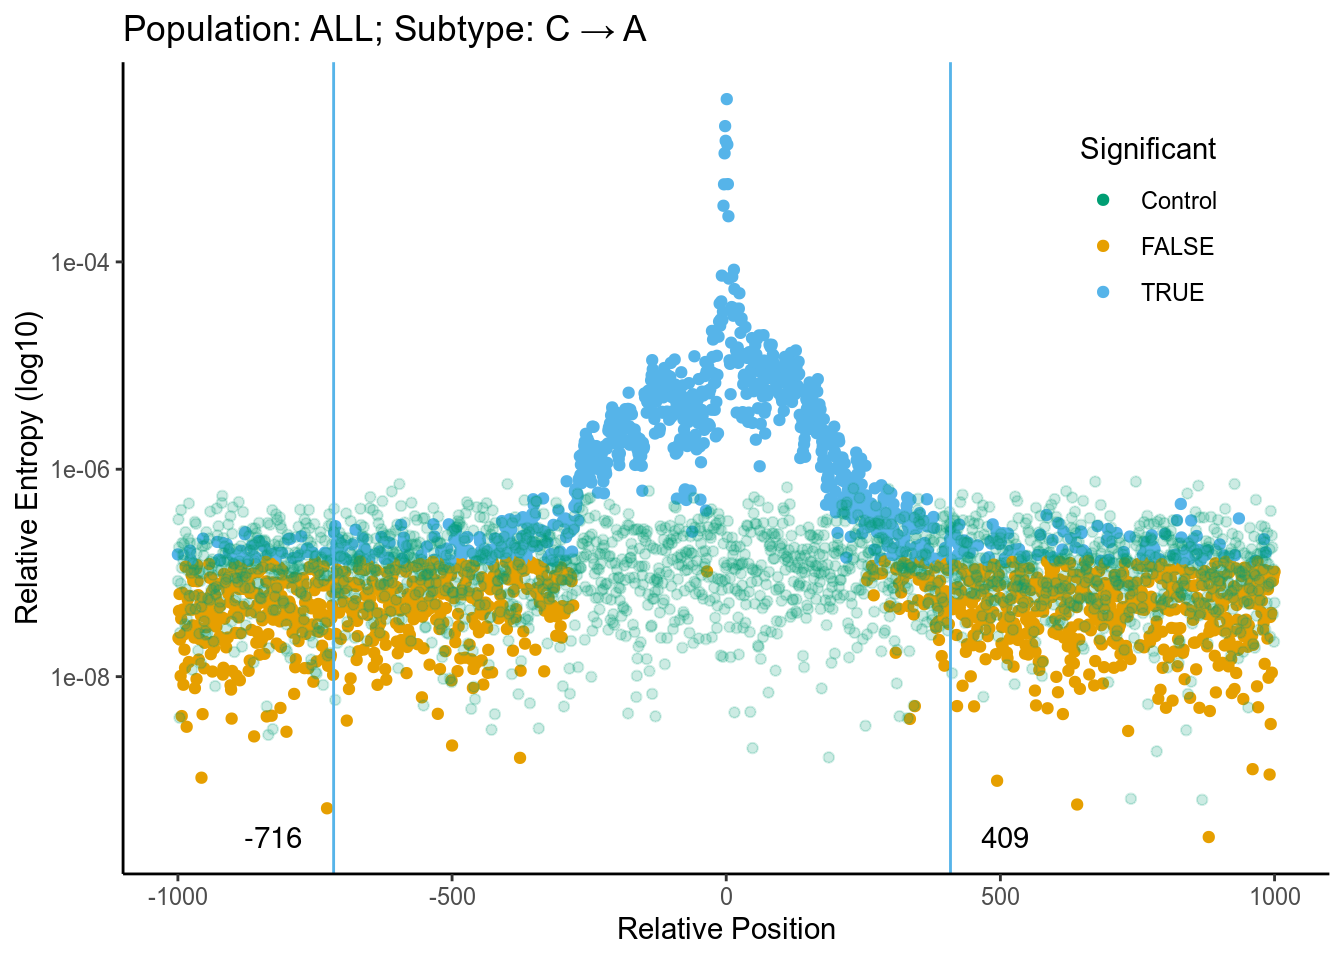 Population: ALL; Subtype: C → A
Significant
Control
FALSE
TRUE
Relative Entropy (log10)
1e-04
1e-06
1e-08
-716
409
-1000
-500
0
500
1000
Relative Position